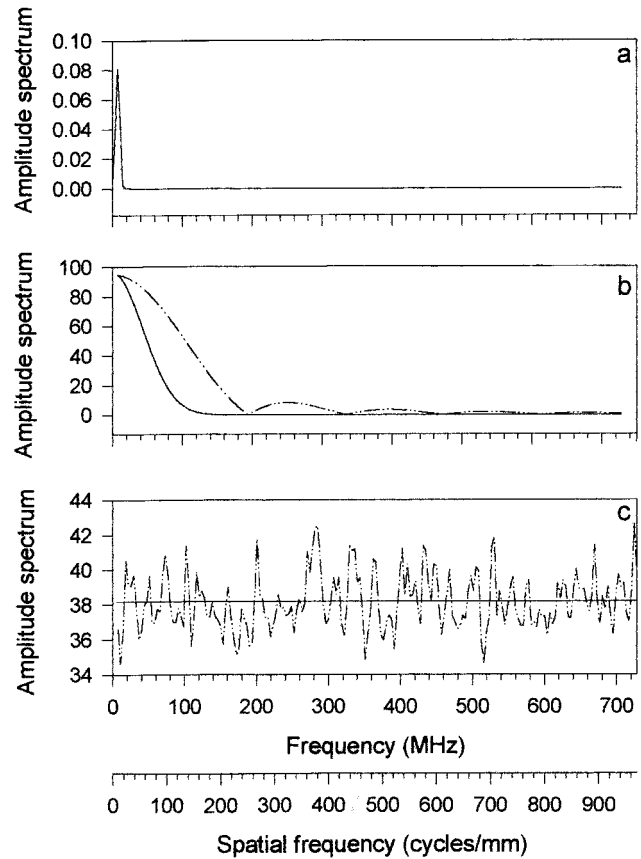 a
Amplitude spectrum
0.10
0.08
0.06
0.04
0.02
0.00
b
Amplitude spectrum
100
80
60
40
20
0
c
Amplitude spectrum
44
42
40
38
36
34
0 100 200 300 400 500 600 700
Frequency (MHz)
0 100 200 300 400 500 600 700 800 900
Spatial frequency (cycles/mm)